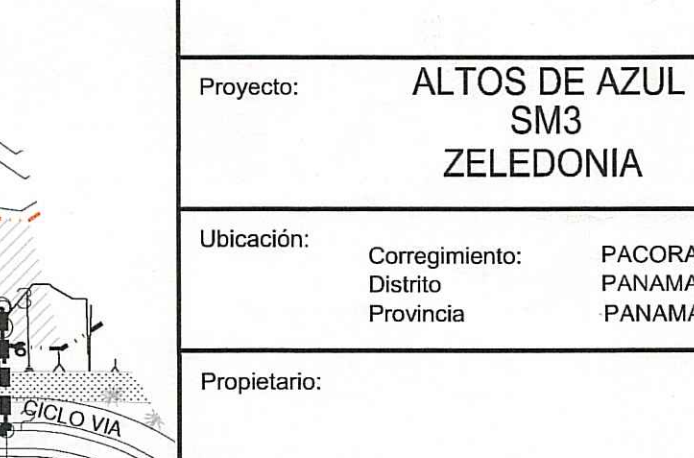 Proyecto: ALTOS DE AZUL
SM3
ZELEDONIA
Ubicación:
Corregimiento: PACORA
Distrito PANAMA
Provincia PANAMA
Propietario:
CICLO VIA